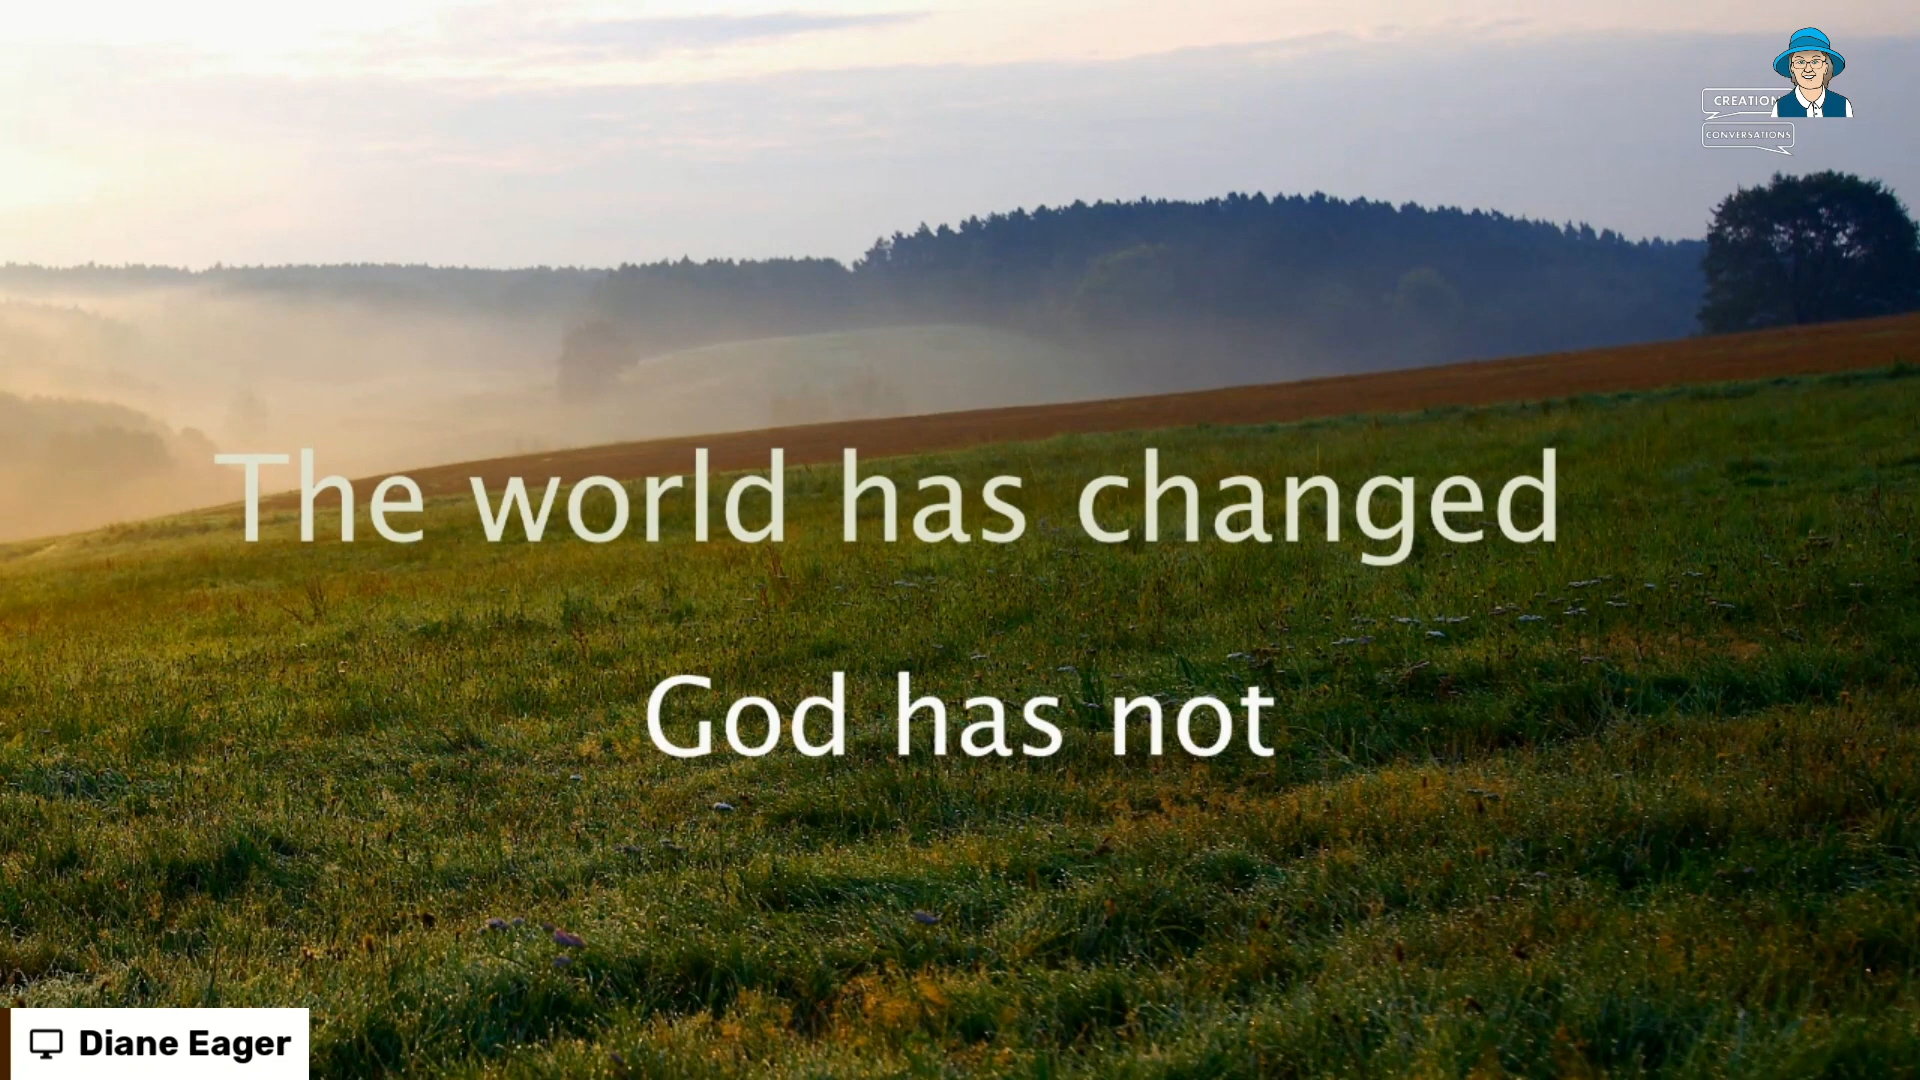 CREATION
CONVERSATIONS
The world has changed
God has not
Diane Eager